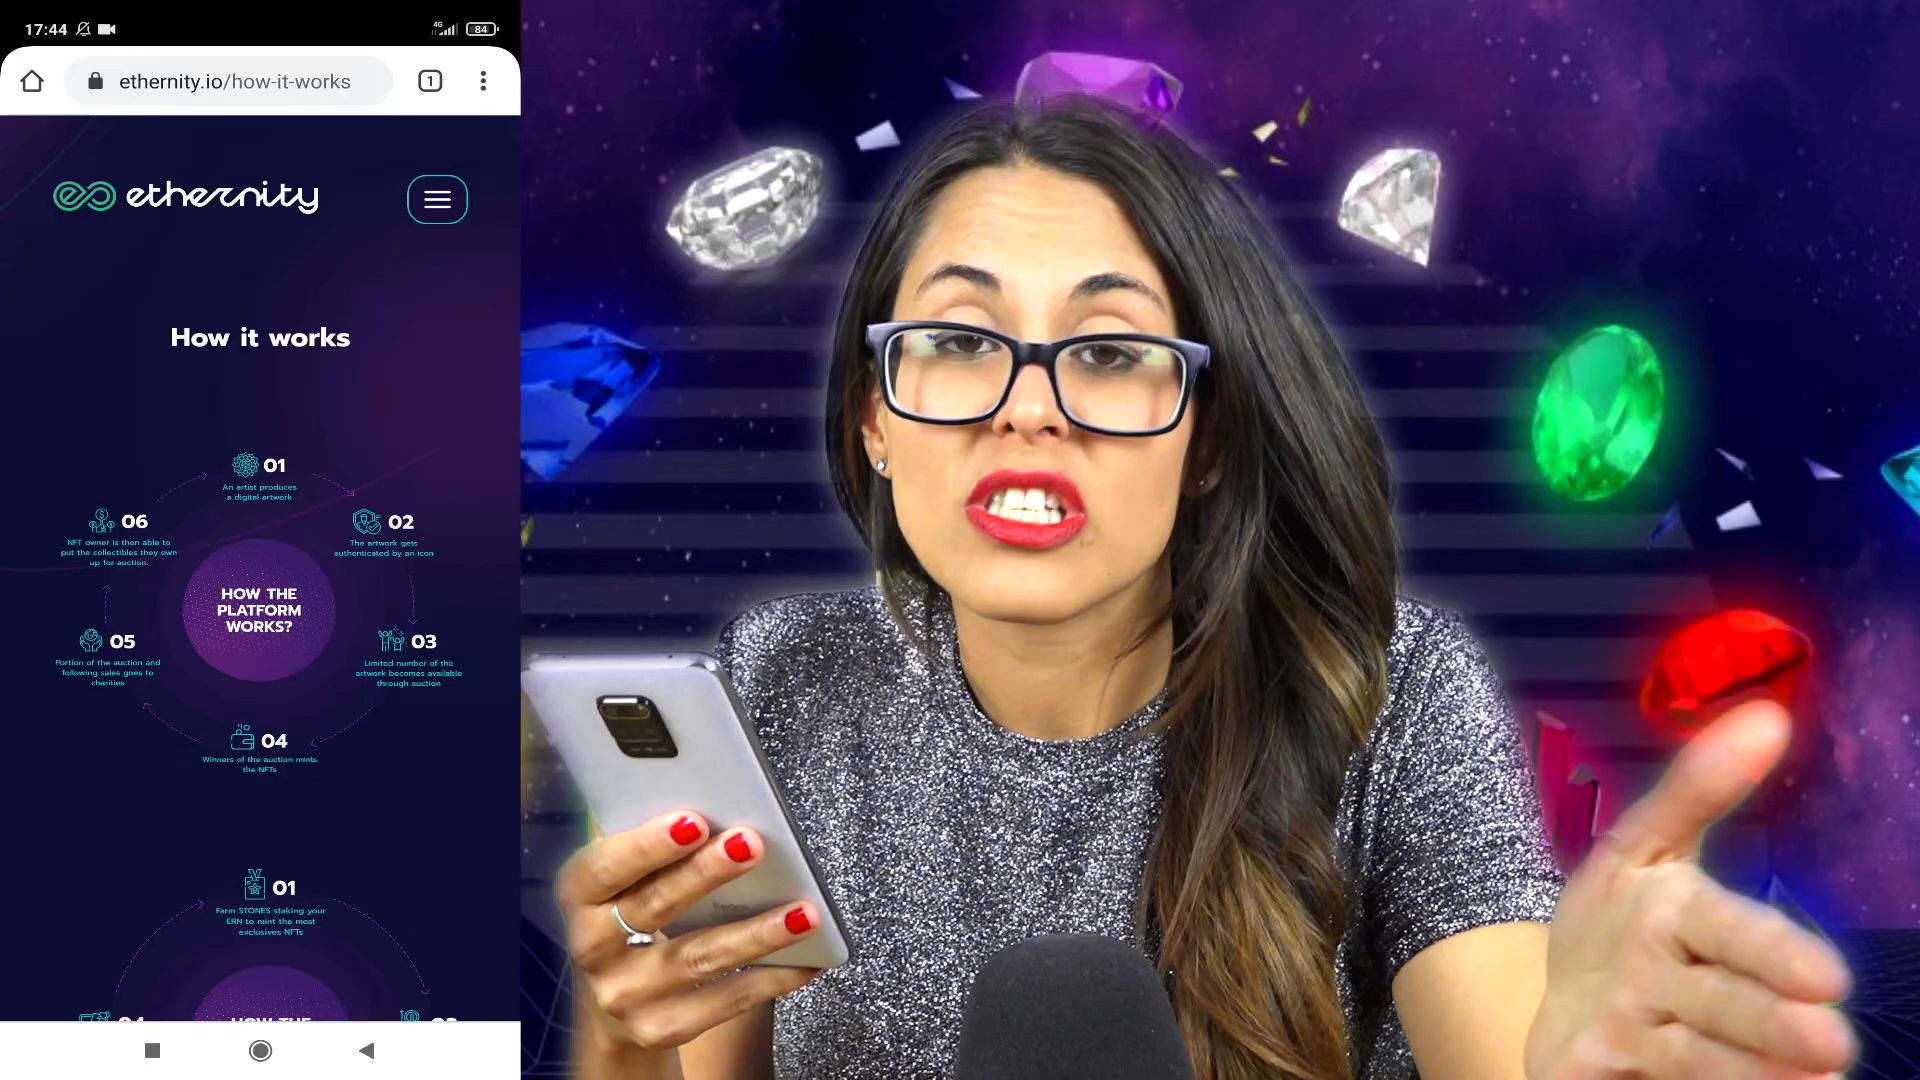 17:44
4G
84
ethernity.io/how-it-works
1
ethernity
How it works
01
An artist produces
a digital artwork
02
The artwork gets
authenticated by an icon
03
Limited number of the
artwork becomes available
through auction
04
Winners of the auction mints
the NFTs
05
Portion of the auction and
following sales goes to
charities
06
NFT owner is then able to
put the collectibles they own
up for auction.
HOW THE
PLATFORM
WORKS?
01
Farm STONES staking your
ERN to mint the most
exclusives NFTs
HOW THE